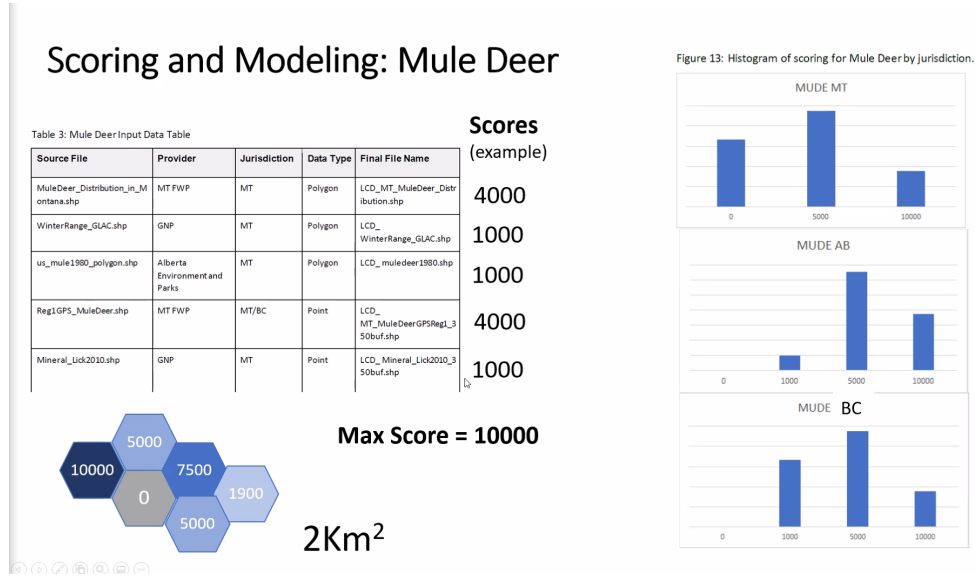 Scoring and Modeling: Mule Deer
Table 3: Mule Deer Input Data Table
Scores
(example)
Source File Provider Jurisdiction Data Type Final File Name
MuleDeer_Distribution_in_M MT FWP MT Polygon LCD_MT_MuleDeer_Distr 4000
ontana.shp ibution.shp
WinterRange_GLAC.shp GNP MT Polygon LCD_ 1000
WinterRange_GLAC.shp
us_mule1980_polygon.shp Alberta MT Polygon LCD_muledeer1980.shp 1000
Environment and
Parks
Reg1GPS_MuleDeer.shp MT FWP MT/BC Point LCD_ 4000
MT_MuleDeerGPSReg1_3
50buf.shp
Mineral_Lick2010.shp GNP MT Point LCD_Mineral_Lick2010_3 1000
50buf.shp
Max Score = 10000
5000
10000 7500
0 1900
5000
2Km²
Figure 13: Histogram of scoring for Mule Deer by jurisdiction.
MUDE MT
0 5000 10000
MUDE AB
0 1000 5000 10000
MUDE BC
0 1000 5000 10000